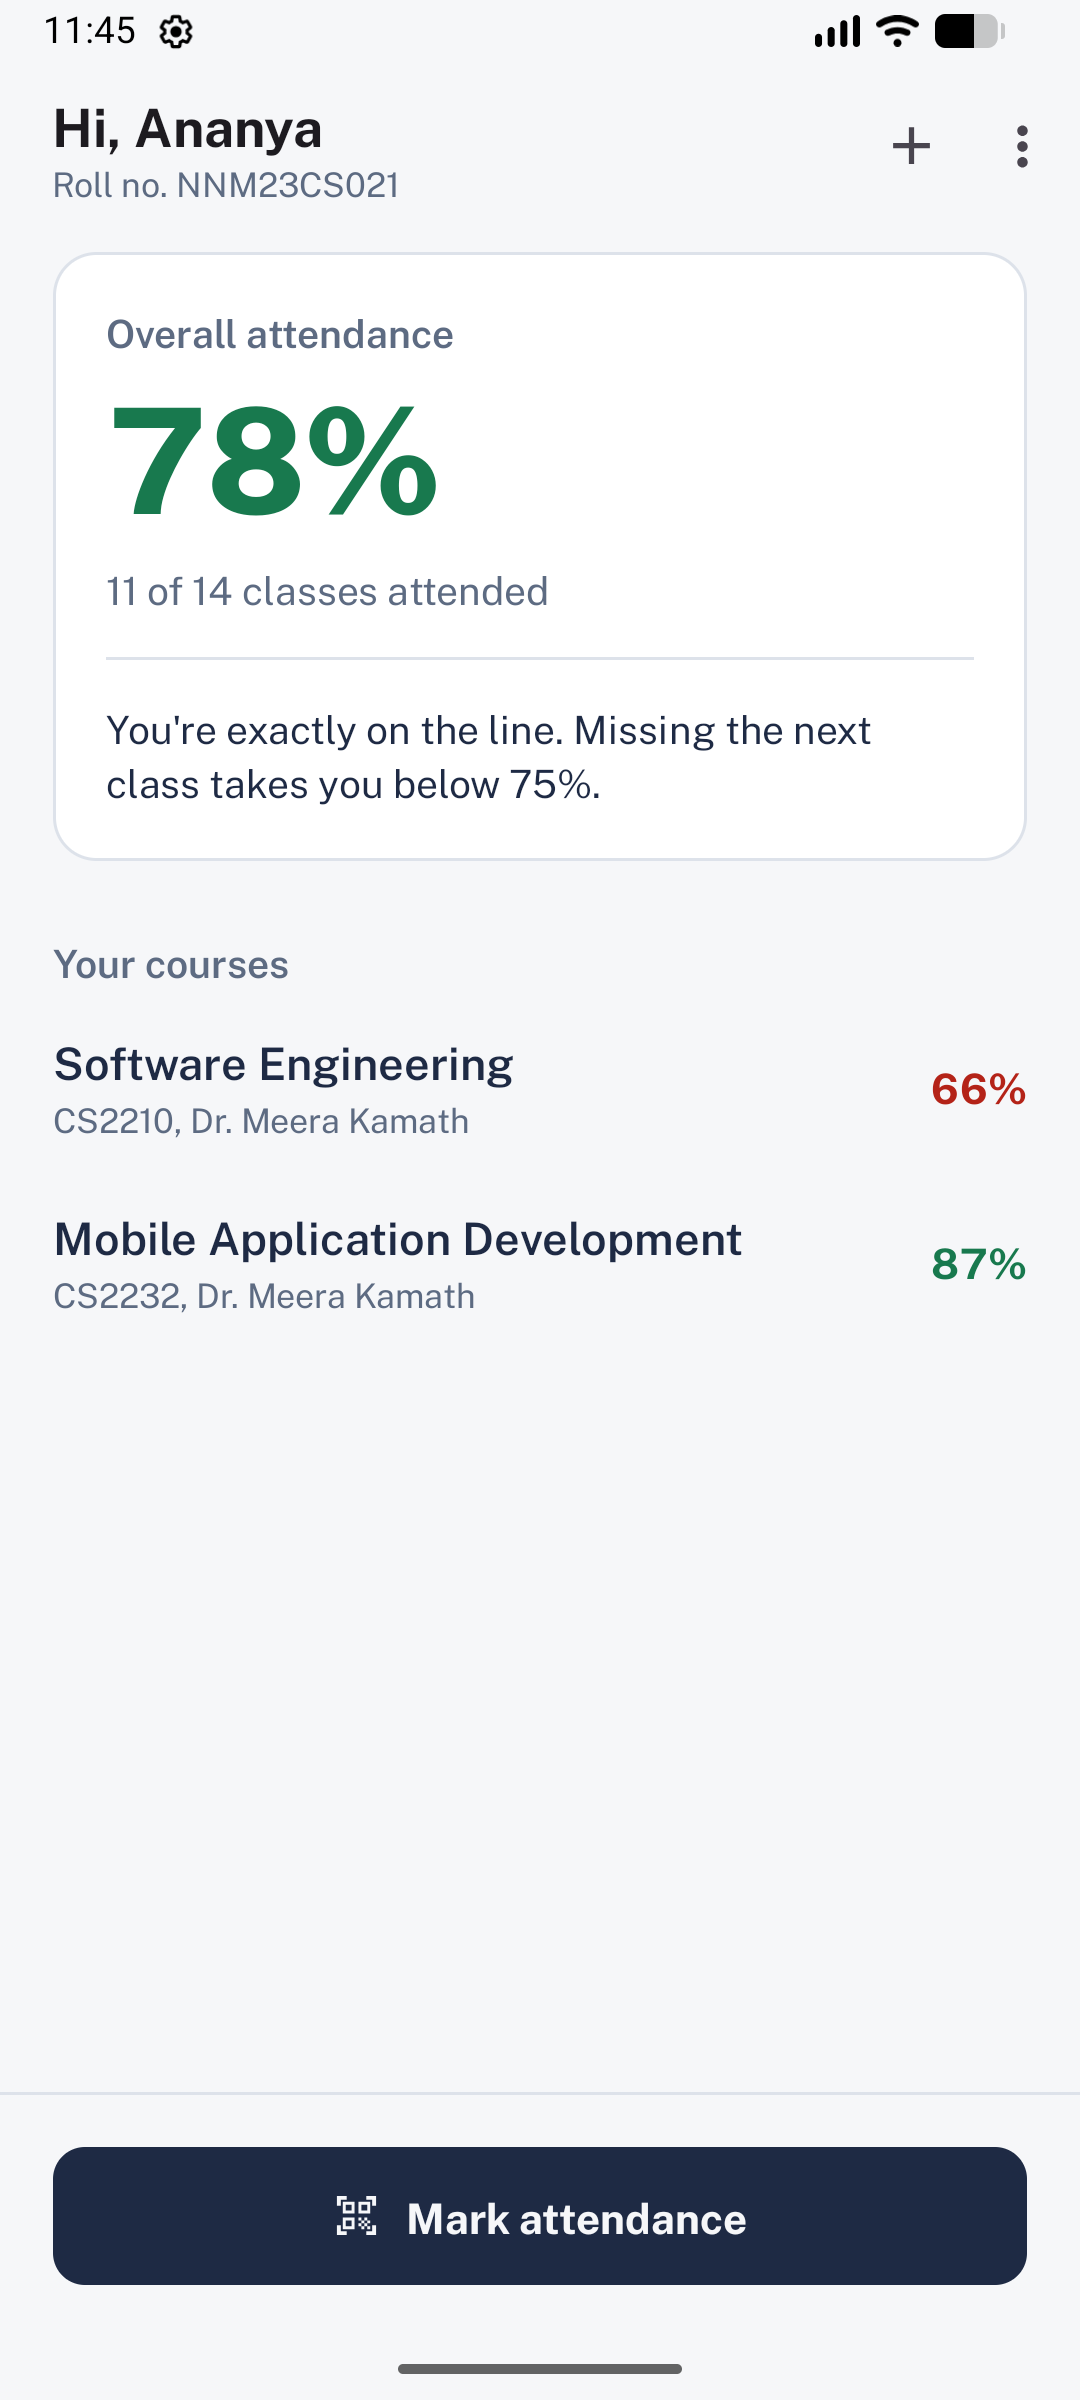 11:45
Hi, Ananya
Roll no. NNM23CS021
Overall attendance
78%
11 of 14 classes attended
You're exactly on the line. Missing the next
class takes you below 75%.
Your courses
Software Engineering
66%
CS2210, Dr. Meera Kamath
Mobile Application Development
87%
CS2232, Dr. Meera Kamath
Mark attendance